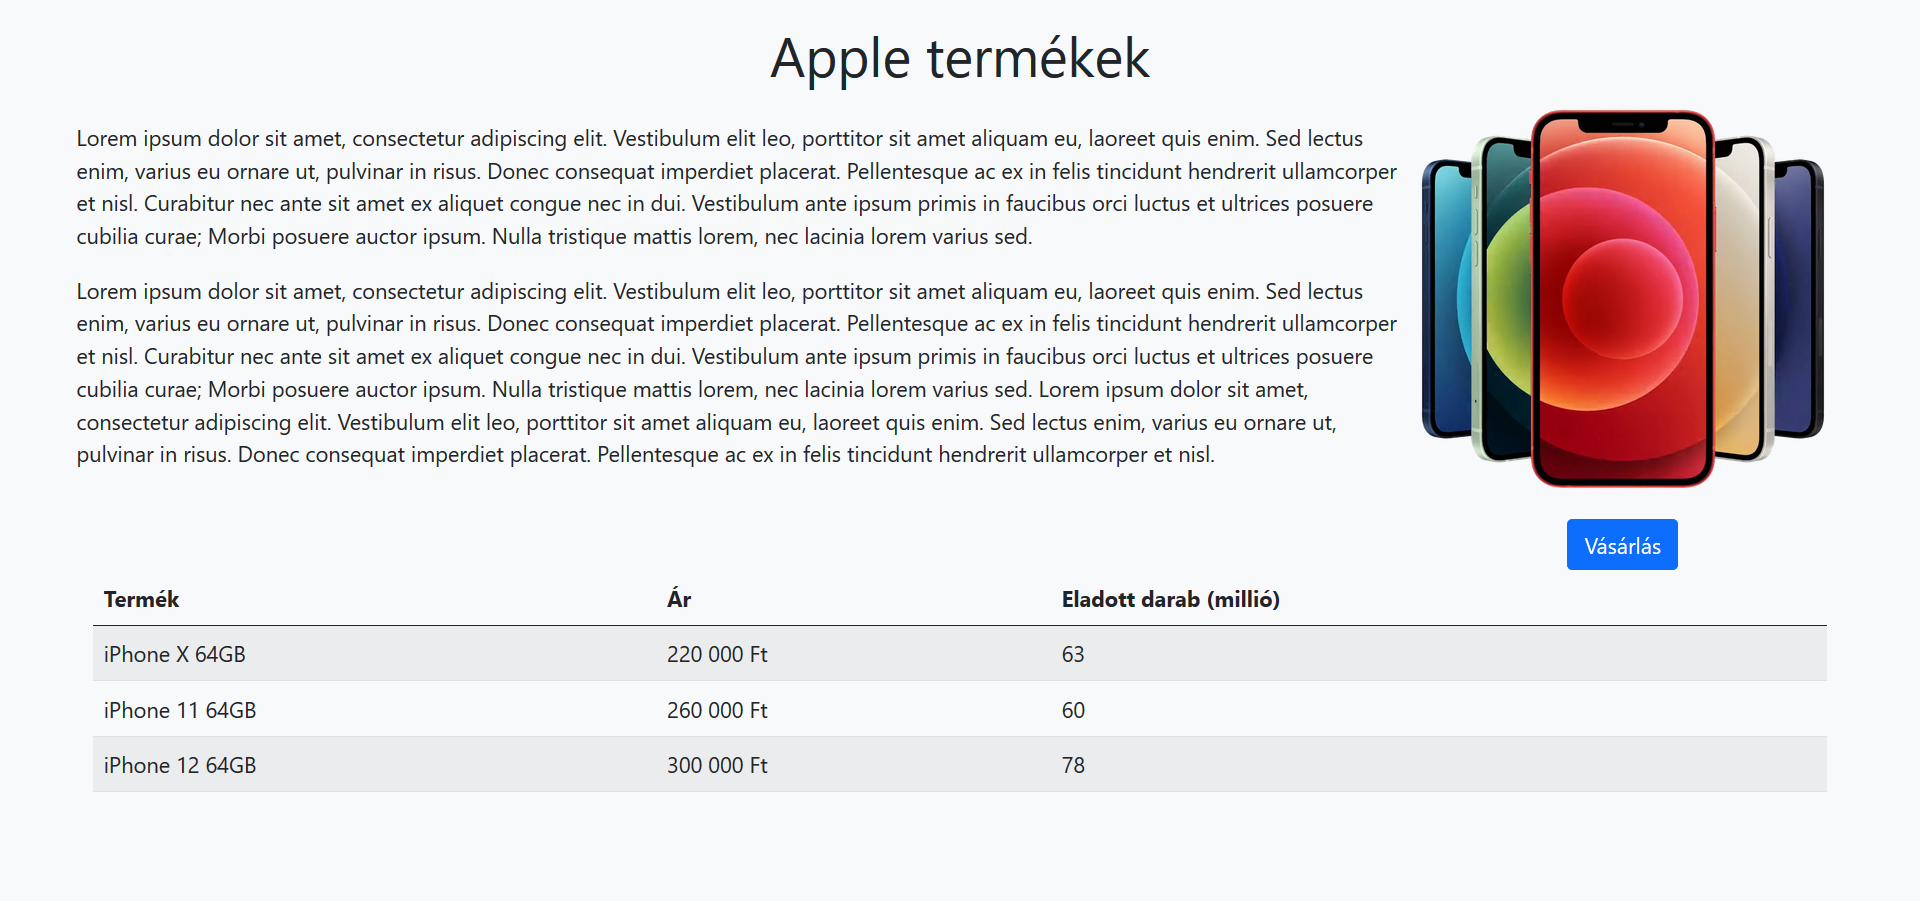 Apple termékek
Lorem ipsum dolor sit amet, consectetur adipiscing elit. Vestibulum elit leo, porttitor sit amet aliquam eu, laoreet quis enim. Sed lectus
enim, varius eu ornare ut, pulvinar in risus. Donec consequat imperdiet placerat. Pellentesque ac ex in felis tincidunt hendrerit ullamcorper
et nisl. Curabitur nec ante sit amet ex aliquet congue nec in dui. Vestibulum ante ipsum primis in faucibus orci luctus et ultrices posuere
cubilia curae; Morbi posuere auctor ipsum. Nulla tristique mattis lorem, nec lacinia lorem varius sed.
Lorem ipsum dolor sit amet, consectetur adipiscing elit. Vestibulum elit leo, porttitor sit amet aliquam eu, laoreet quis enim. Sed lectus
enim, varius eu ornare ut, pulvinar in risus. Donec consequat imperdiet placerat. Pellentesque ac ex in felis tincidunt hendrerit ullamcorper
et nisl. Curabitur nec ante sit amet ex aliquet congue nec in dui. Vestibulum ante ipsum primis in faucibus orci luctus et ultrices posuere
cubilia curae; Morbi posuere auctor ipsum. Nulla tristique mattis lorem, nec lacinia lorem varius sed. Lorem ipsum dolor sit amet,
consectetur adipiscing elit. Vestibulum elit leo, porttitor sit amet aliquam eu, laoreet quis enim. Sed lectus enim, varius eu ornare ut,
pulvinar in risus. Donec consequat imperdiet placerat. Pellentesque ac ex in felis tincidunt hendrerit ullamcorper et nisl.
Vásárlás
Termék Ár Eladott darab (millió)
iPhone X 64GB 220 000 Ft 63
iPhone 11 64GB 260 000 Ft 60
iPhone 12 64GB 300 000 Ft 78